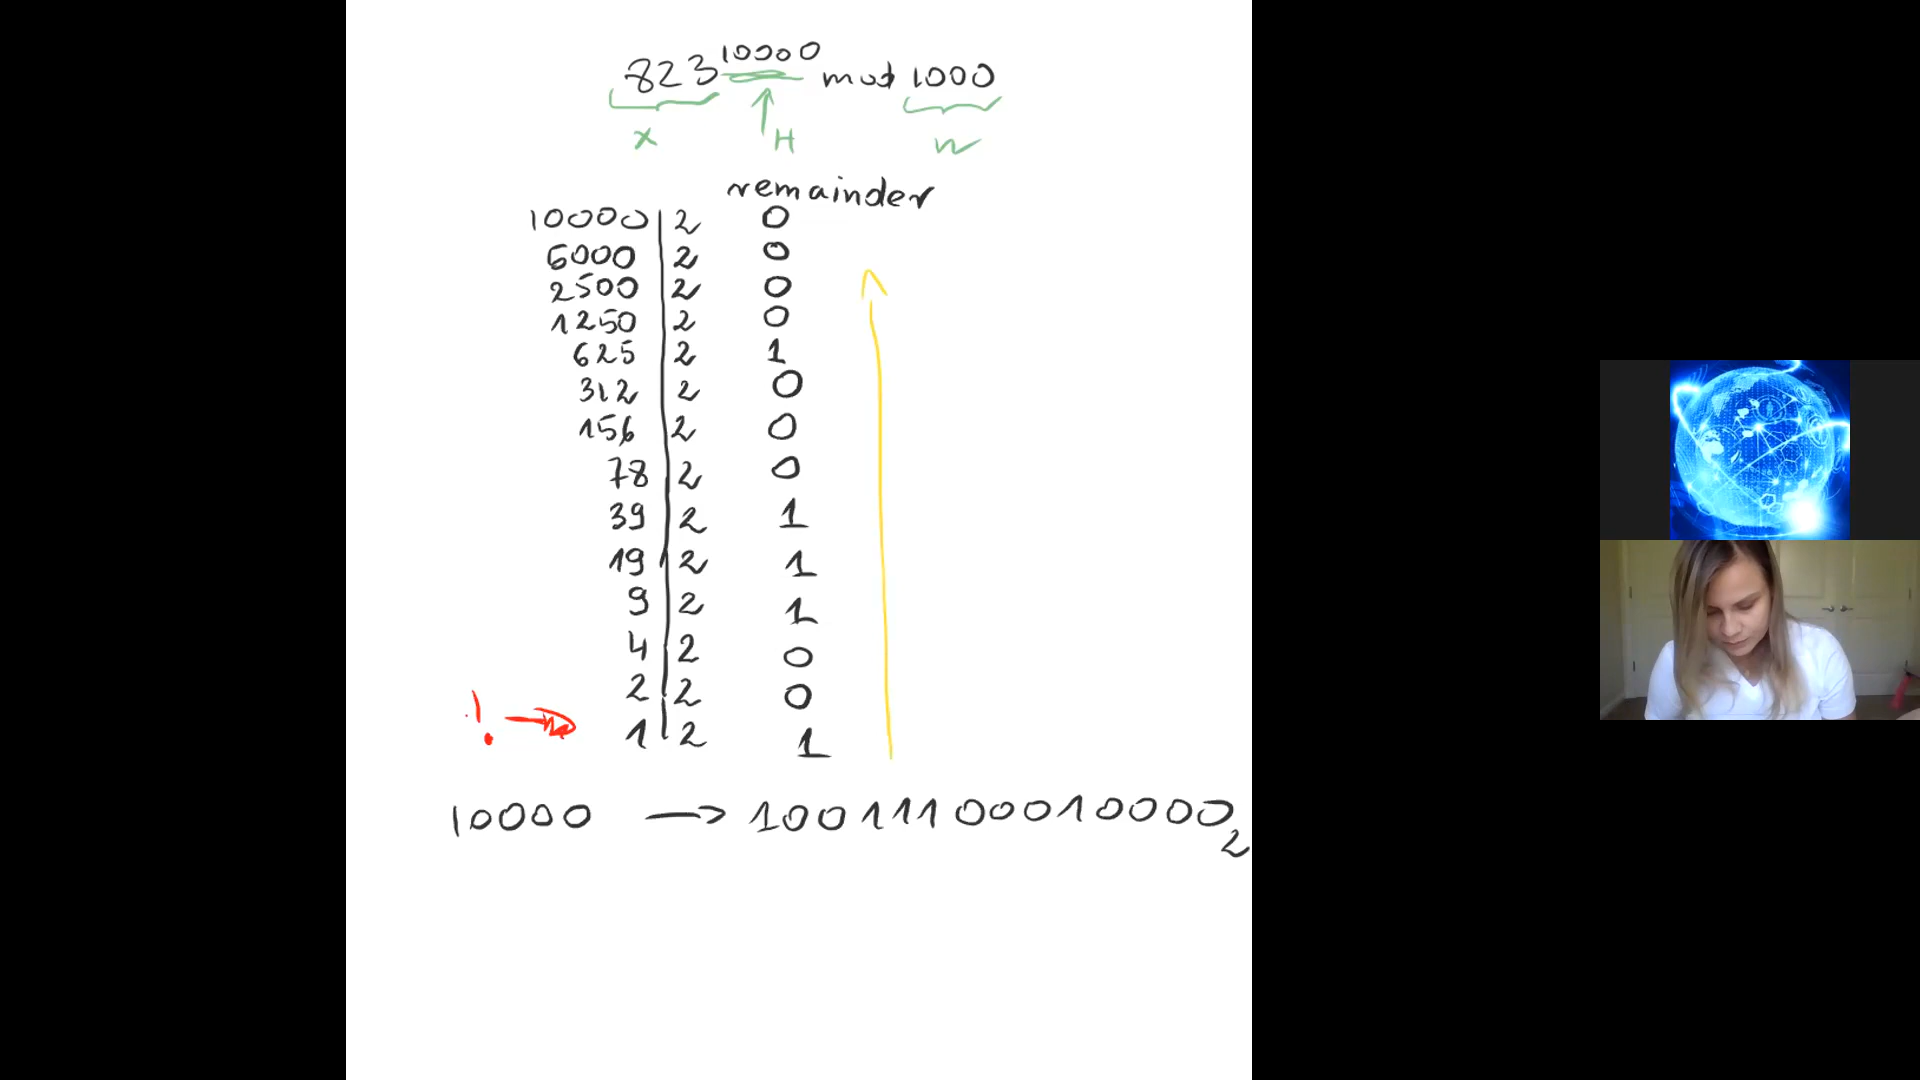 823^10000 mod 1000
x H n
remainder
10000 | 2 0
5000 | 2 0
2500 | 2 0
1250 | 2 0
625 | 2 1
312 | 2 0
156 | 2 0
78 | 2 0
39 | 2 1
19 | 2 1
9 | 2 1
4 | 2 0
2 | 2 0
! → 1 | 2 1
10000 → 10011100010000₂